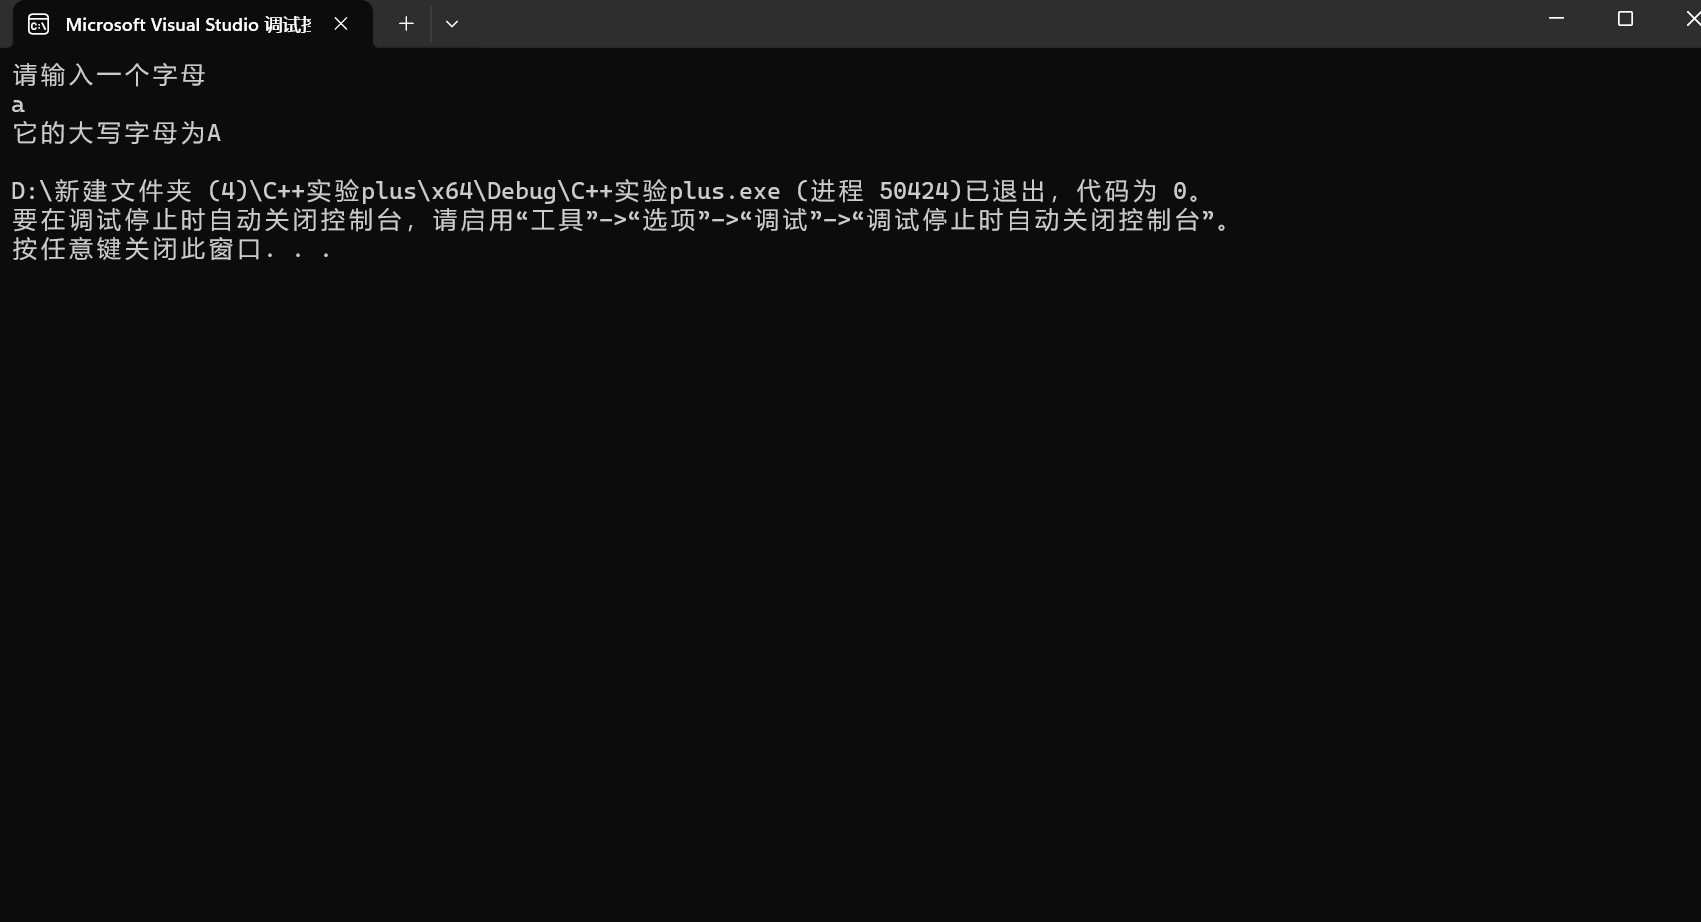 Microsoft Visual Studio 调试
请输入一个字母
a
它的大写字母为A
D:\新建文件夹 (4)\C++实验plus\x64\Debug\C++实验plus.exe (进程 50424)已退出，代码为 0。
要在调试停止时自动关闭控制台，请启用“工具”->“选项”->“调试”->“调试停止时自动关闭控制台”。
按任意键关闭此窗口. . .